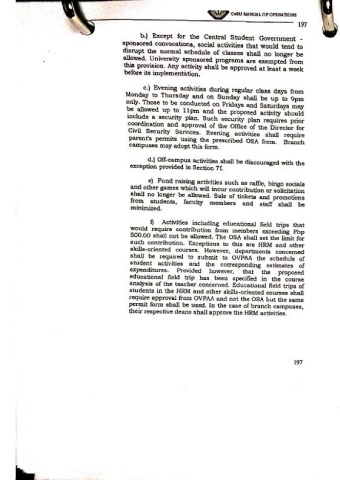 CvSU MANUAL OF OPERATIONS
197
b.) Except for the Central Student Government -
sponsored convocations, social activities that would tend to
disrupt the normal schedule of classes shall no longer be
allowed. University sponsored programs are exempted from
this provision. Any activity shall be approved at least a week
before its implementation.
c.) Evening activities during regular class days from
Monday to Thursday and on Sunday shall be up to 9pm
only. Those to be conducted on Fridays and Saturdays may
be allowed up to 11pm and the proposed activity should
include a security plan. Such security plan requires prior
coordination and approval of the Office of the Director for
Civil Security Services. Evening activities shall require
parent's permits using the prescribed OSA form. Branch
campuses may adopt this form.
d.) Off-campus activities shall be discouraged with the
exception provided in Section 7f.
e) Fund raising activities such as raffle, bingo socials
and other games which will incur contribution or solicitation
shall no longer be allowed. Sale of tickets and promotions
from students, faculty members and staff shall be
minimized.
f) Activities including educational field trips that
would require contribution from members exceeding Php
300.00 shall not be allowed. The OSA shall set the limit for
such contribution. Exceptions to this are HRM and other
skills-oriented courses. However, departments concerned
shall be required to submit to OVPAA the schedule of
student activities and the corresponding estimates of
expenditures. Provided however, that the proposed
educational field trip has been specified in the course
analysis of the teacher concerned. Educational field trips of
students in the HRM and other skills-oriented courses shall
require approval from OVPAA and not the OSA but the same
permit form shall be used. In the case of branch campuses,
their respective deans shall approve the HRM activities.
197